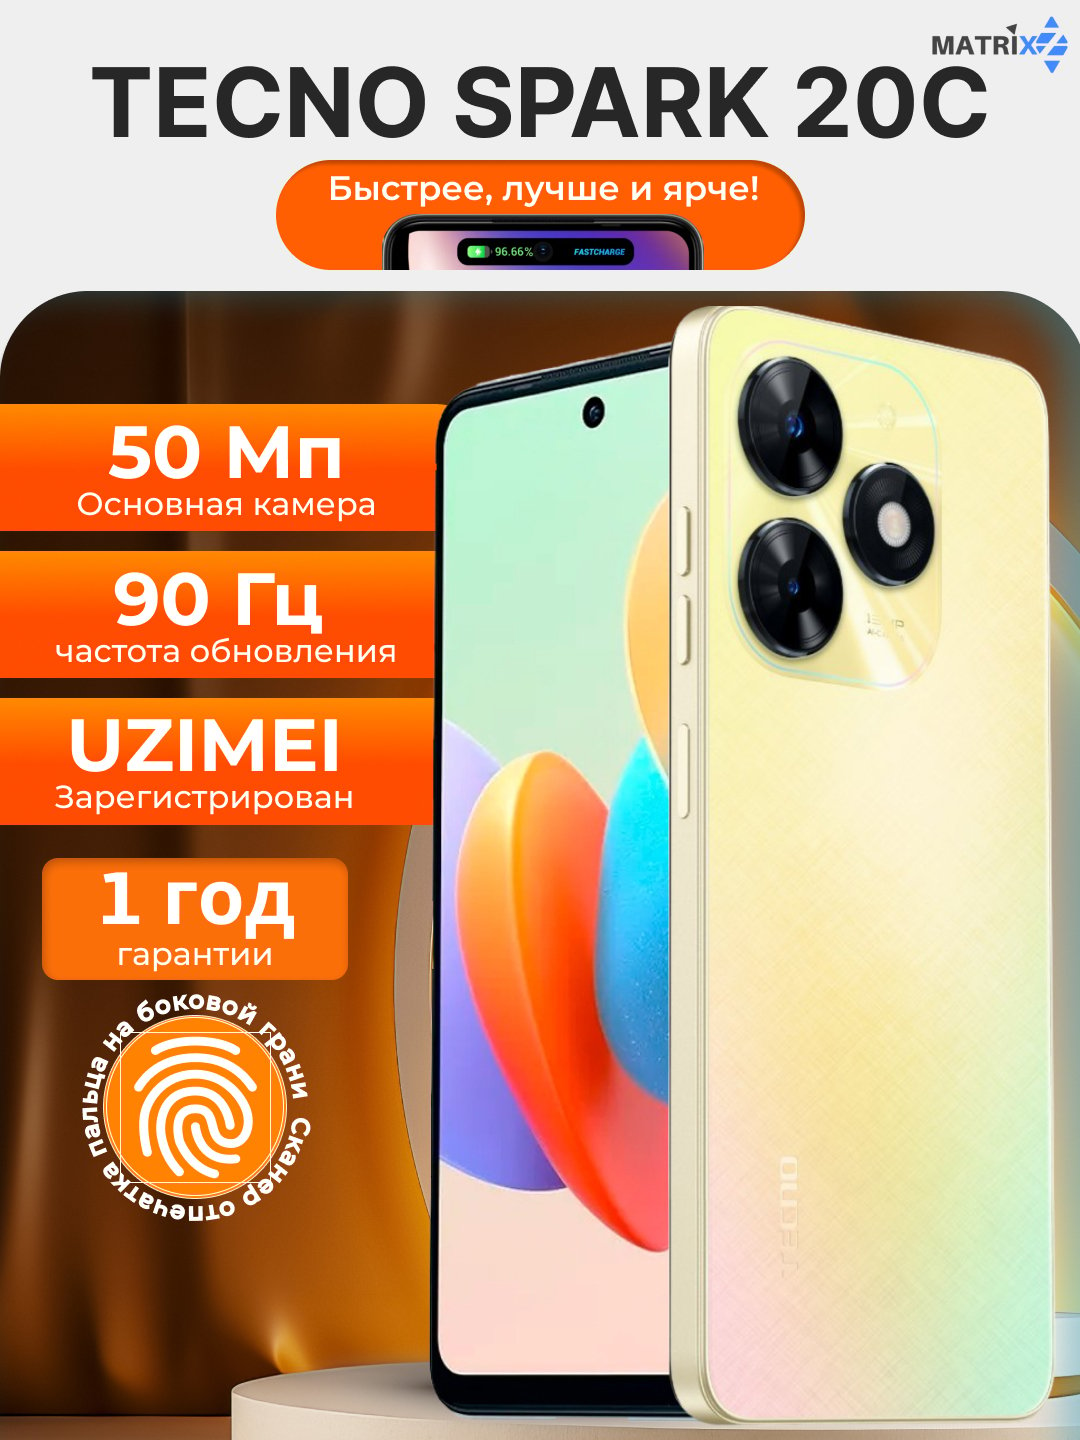 MATRIX
TECNO SPARK 20C
Быстрее, лучше и ярче!
96.66%
FASTCHARGE
50 Мп
Основная камера
90 Гц
частота обновления
UZIMEI
Зарегистрирован
1 год
гарантии
Сканер отпечатка пальца на боковой грани
TECNO